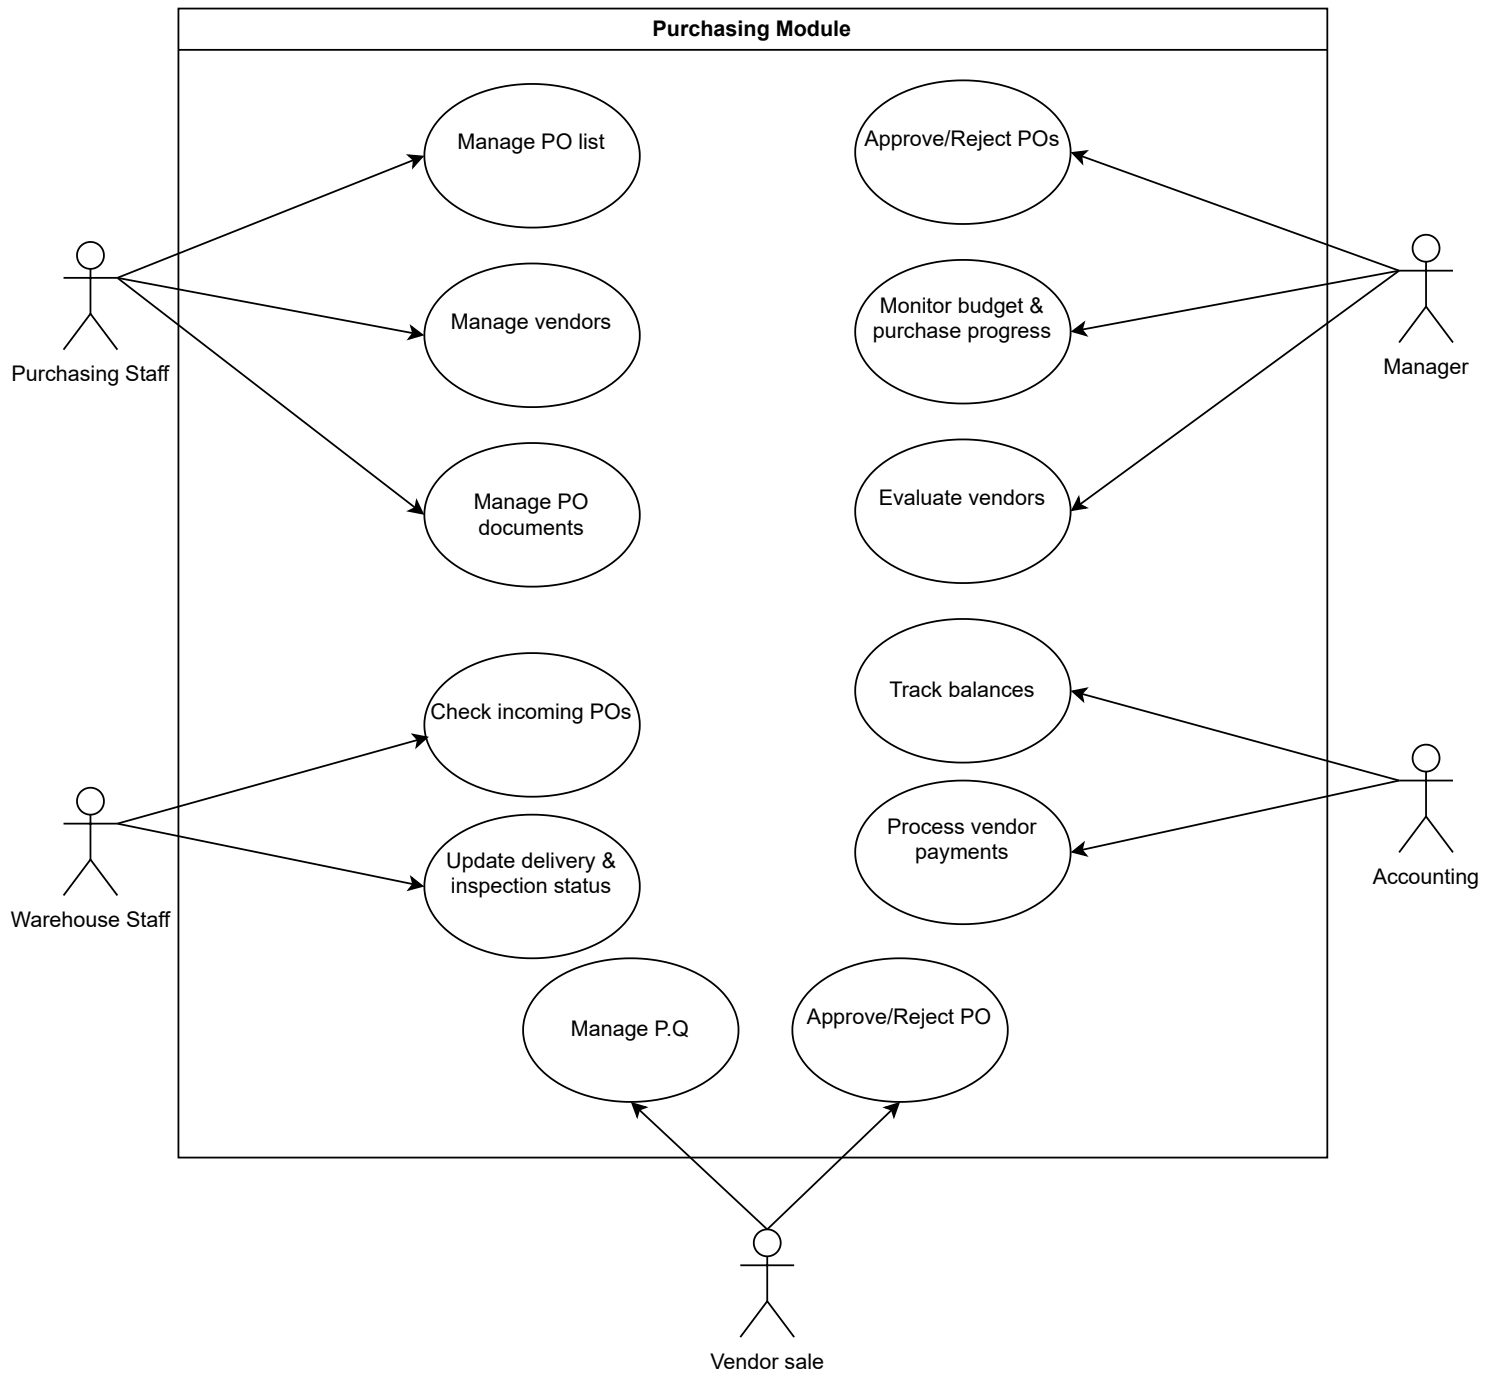 Purchasing Module
Manage PO list
Approve/Reject POs
Manage vendors
Monitor budget &
purchase progress
Purchasing Staff
Manager
Manage PO
documents
Evaluate vendors
Check incoming POs
Track balances
Update delivery &
inspection status
Process vendor
payments
Warehouse Staff
Accounting
Manage P.Q
Approve/Reject PO
Vendor sale